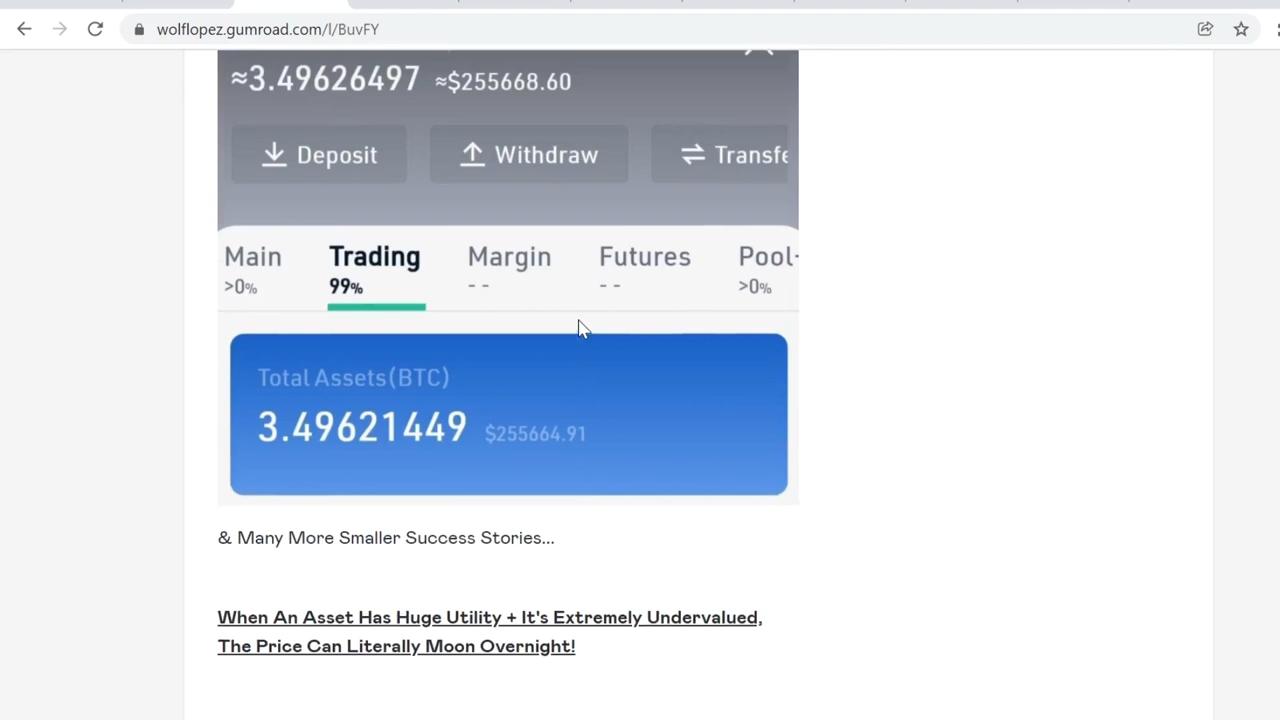 wolflopez.gumroad.com/l/BuvFY
≈3.49626497 ≈$255668.60
Deposit Withdraw Transfe
Main Trading Margin Futures Pool-
>0% 99% - - - - >0%
Total Assets(BTC)
3.49621449 $255664.91
& Many More Smaller Success Stories...
When An Asset Has Huge Utility + It's Extremely Undervalued,
The Price Can Literally Moon Overnight!